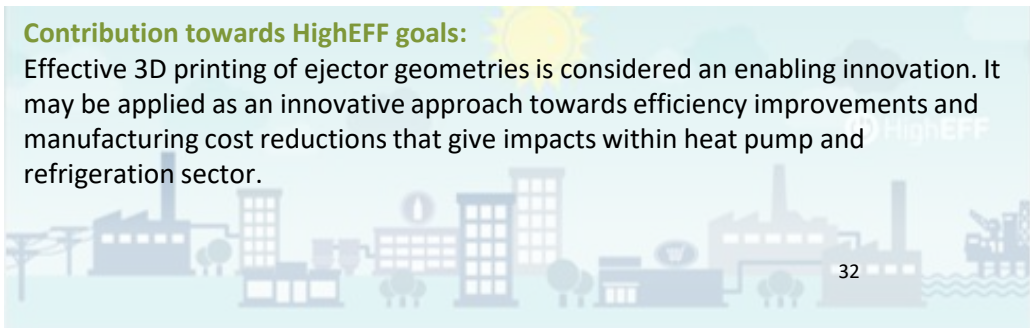 Contribution towards HighEFF goals:
Effective 3D printing of ejector geometries is considered an enabling innovation. It
may be applied as an innovative approach towards efficiency improvements and
manufacturing cost reductions that give impacts within heat pump and
HighEFF
refrigeration sector.
32